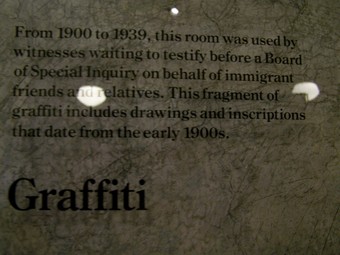 From 1900 to 1939, this room was used by
witnesses waiting to testify before a Board
of Special Inquiry on behalf of immigrant
friends and relatives. This fragment of
graffiti includes drawings and inscriptions
that date from the early 1900s.
Graffiti